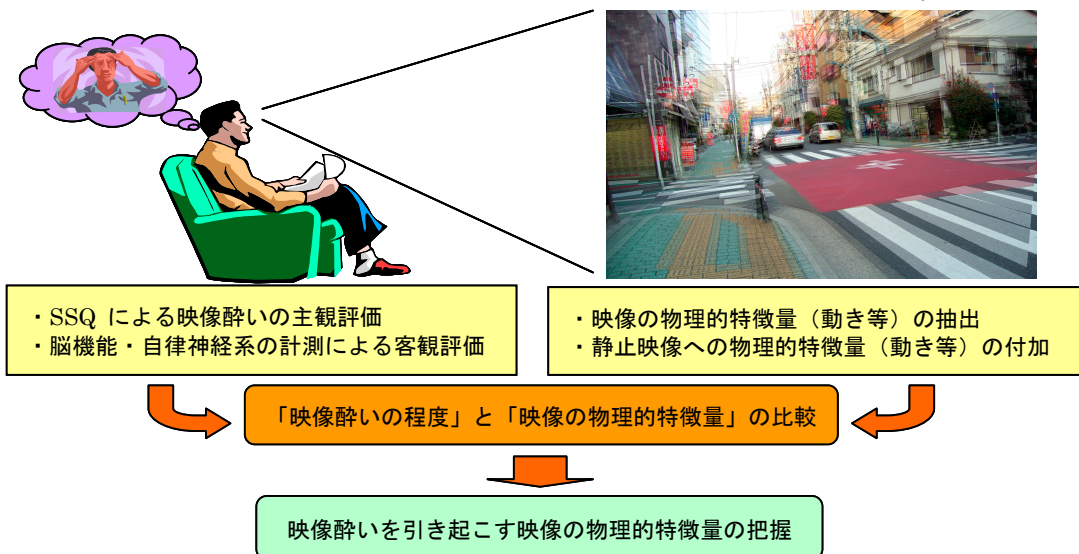 ・SSQ による映像酔いの主観評価
・脳機能・自律神経系の計測による客観評価
・映像の物理的特徴量（動き等）の抽出
・静止映像への物理的特徴量（動き等）の付加
「映像酔いの程度」と「映像の物理的特徴量」の比較
映像酔いを引き起こす映像の物理的特徴量の把握